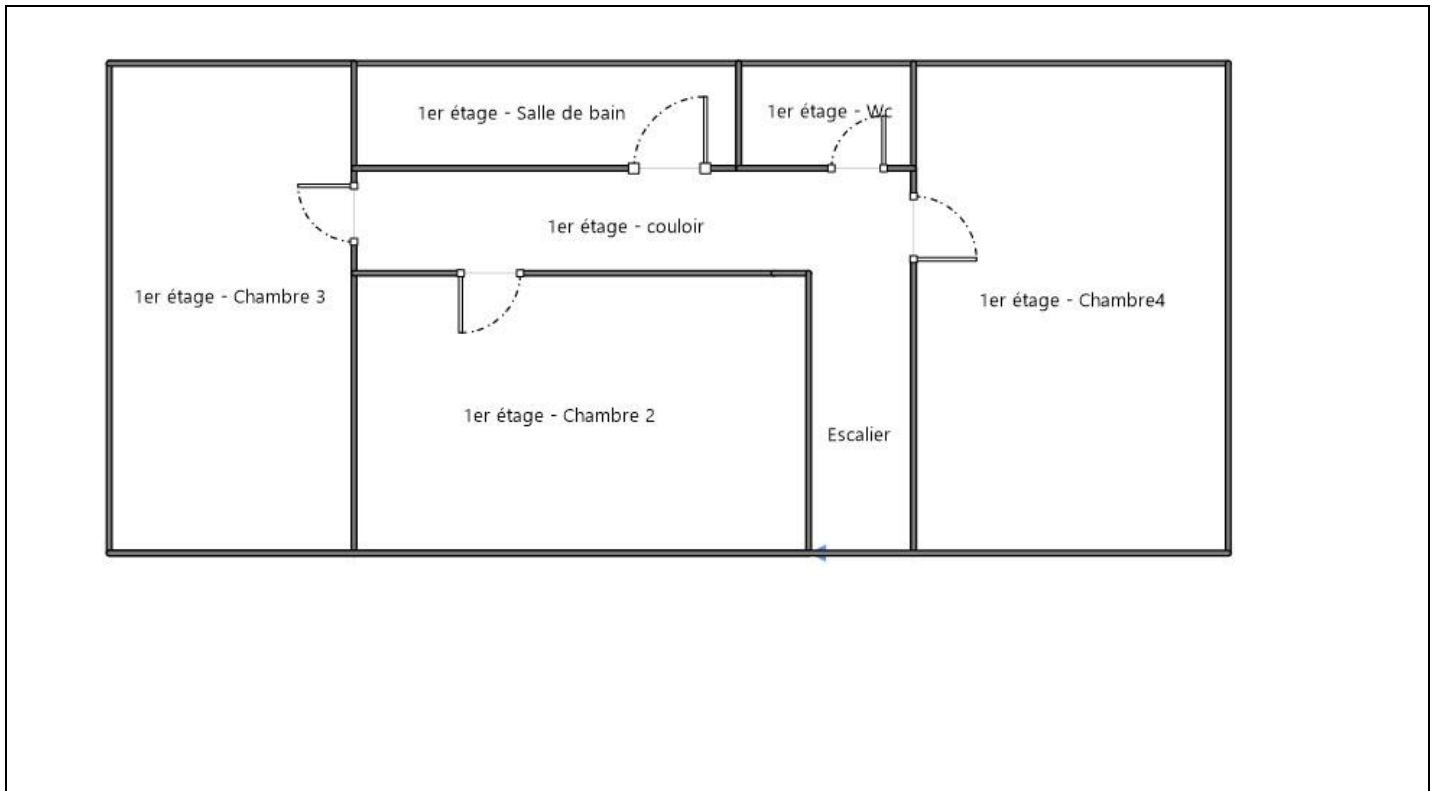 1er étage - Salle de bain
1er étage - Wc
1er étage - couloir
1er étage - Chambre 3
1er étage - Chambre4
1er étage - Chambre 2
Escalier